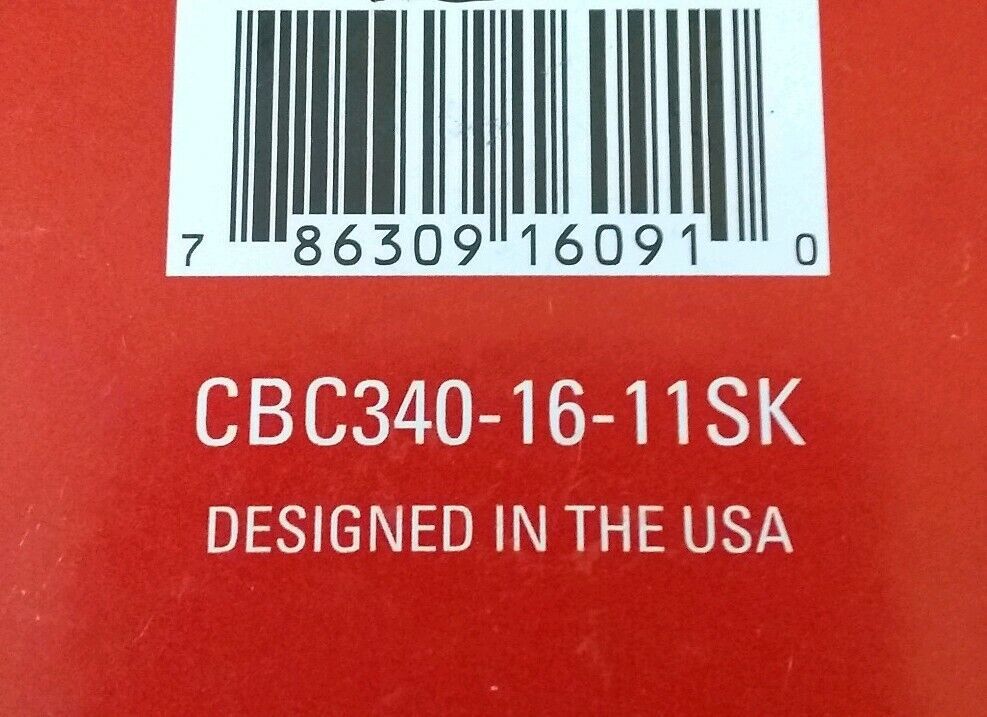 7 86309 16091 0
CBC340-16-11SK
DESIGNED IN THE USA